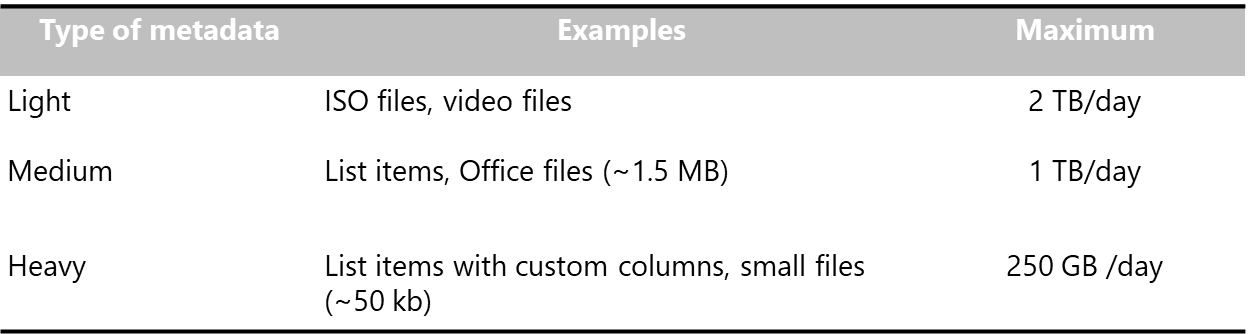 Type of metadata Examples Maximum
Light ISO files, video files 2 TB/day
Medium List items, Office files (~1.5 MB) 1 TB/day
Heavy List items with custom columns, small files 250 GB /day
(~50 kb)